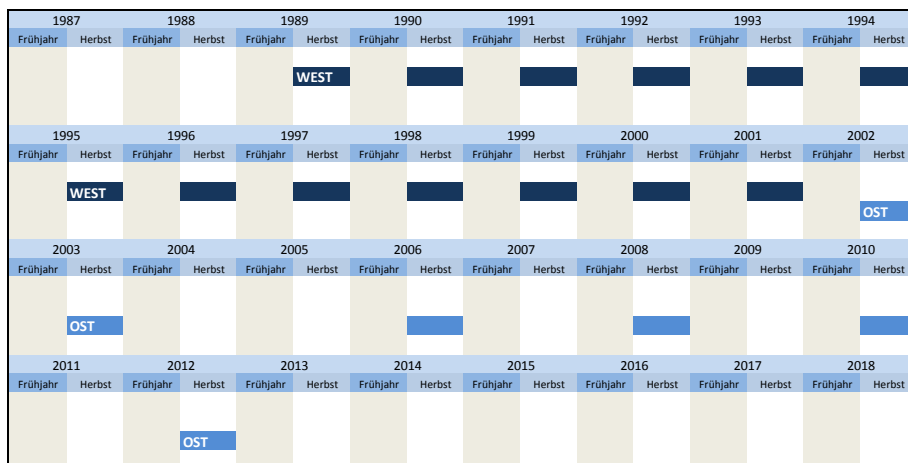 1987 1988 1989 1990 1991 1992 1993 1994
Frühjahr Herbst Frühjahr Herbst Frühjahr Herbst Frühjahr Herbst Frühjahr Herbst Frühjahr Herbst Frühjahr Herbst Frühjahr Herbst
WEST
1995 1996 1997 1998 1999 2000 2001 2002
Frühjahr Herbst Frühjahr Herbst Frühjahr Herbst Frühjahr Herbst Frühjahr Herbst Frühjahr Herbst Frühjahr Herbst Frühjahr Herbst
WEST
OST
2003 2004 2005 2006 2007 2008 2009 2010
Frühjahr Herbst Frühjahr Herbst Frühjahr Herbst Frühjahr Herbst Frühjahr Herbst Frühjahr Herbst Frühjahr Herbst Frühjahr Herbst
OST
2011 2012 2013 2014 2015 2016 2017 2018
Frühjahr Herbst Frühjahr Herbst Frühjahr Herbst Frühjahr Herbst Frühjahr Herbst Frühjahr Herbst Frühjahr Herbst Frühjahr Herbst
OST